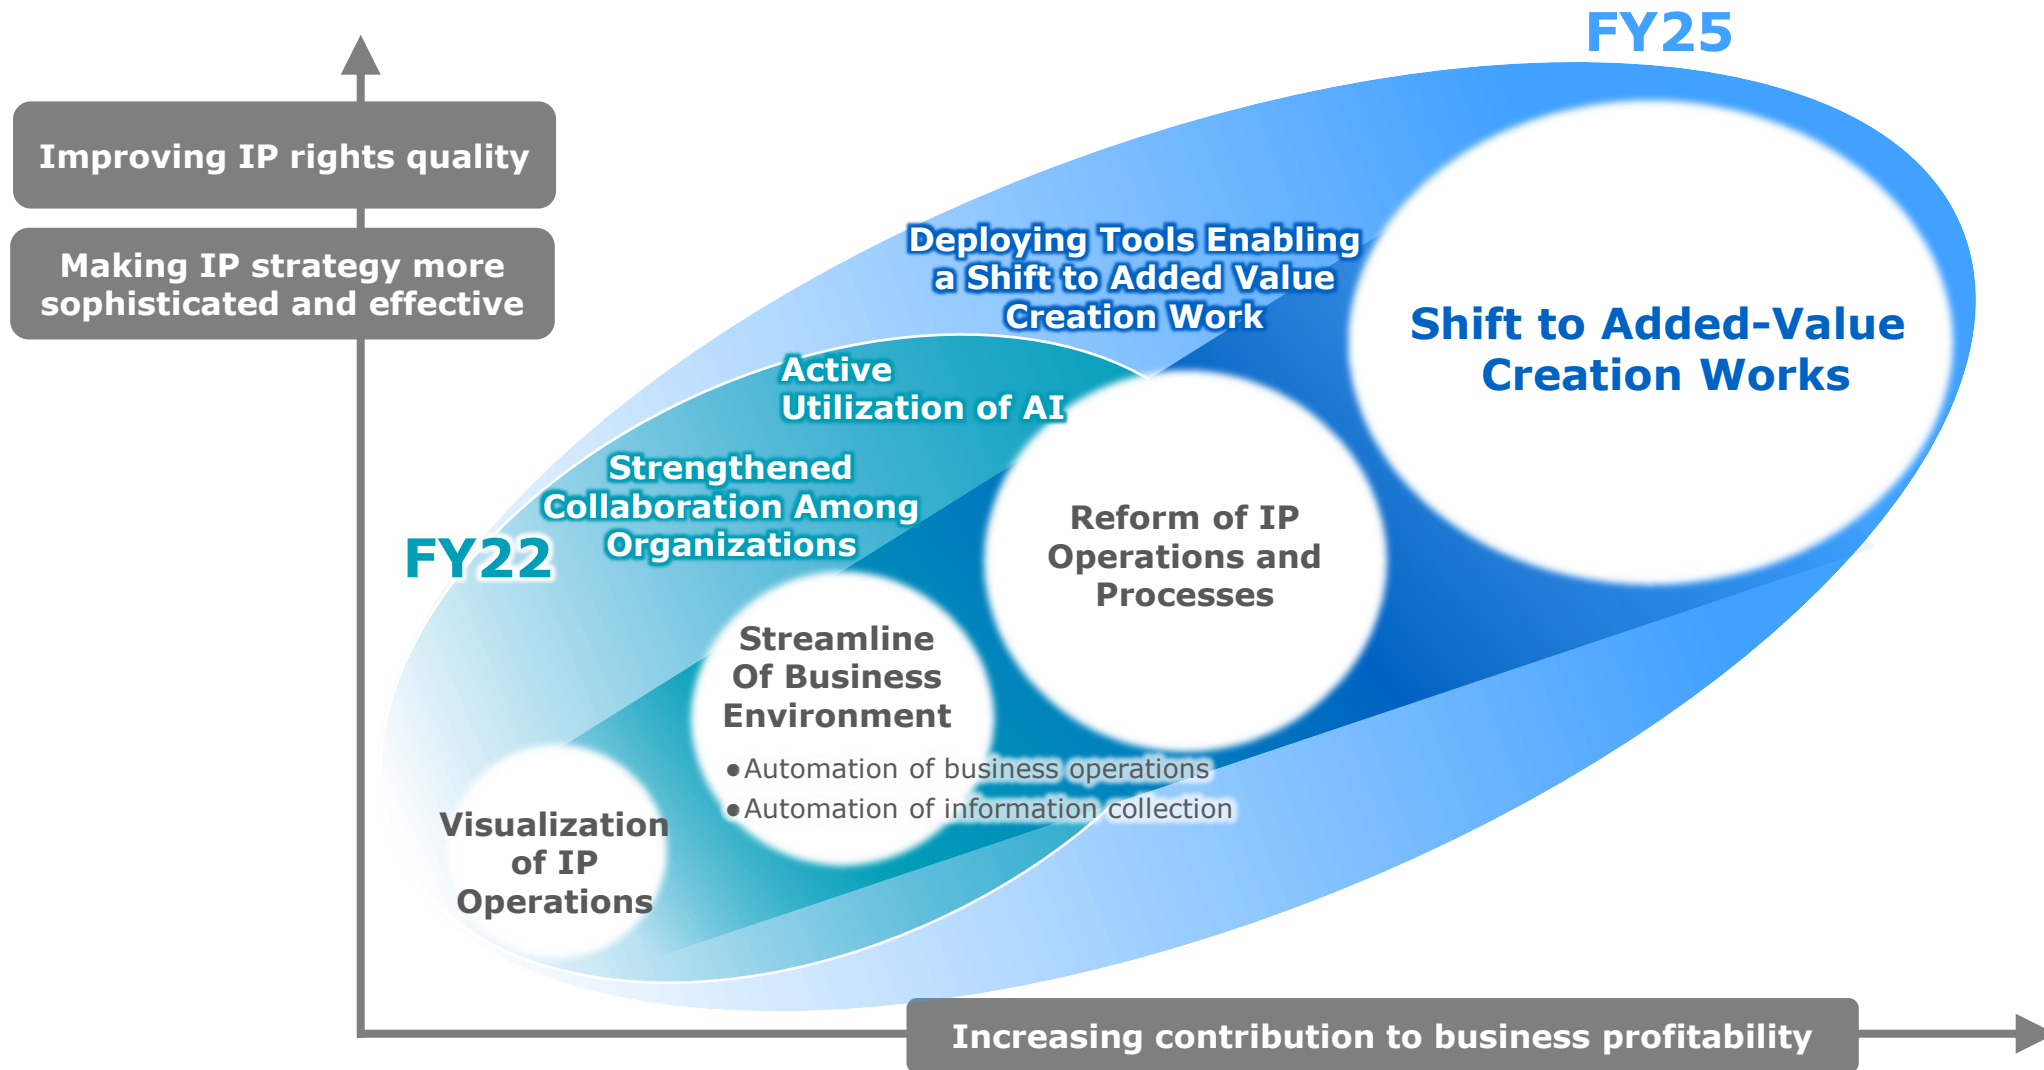 FY25
Improving IP rights quality
Making IP strategy more
sophisticated and effective
Deploying Tools Enabling
a Shift to Added Value
Creation Work
Shift to Added-Value
Creation Works
Active
Utilization of AI
Strengthened
Collaboration Among
Organizations
FY22
Reform of IP
Operations and
Processes
Streamline
Of Business
Environment
●Automation of business operations
●Automation of information collection
Visualization
of IP
Operations
Increasing contribution to business profitability